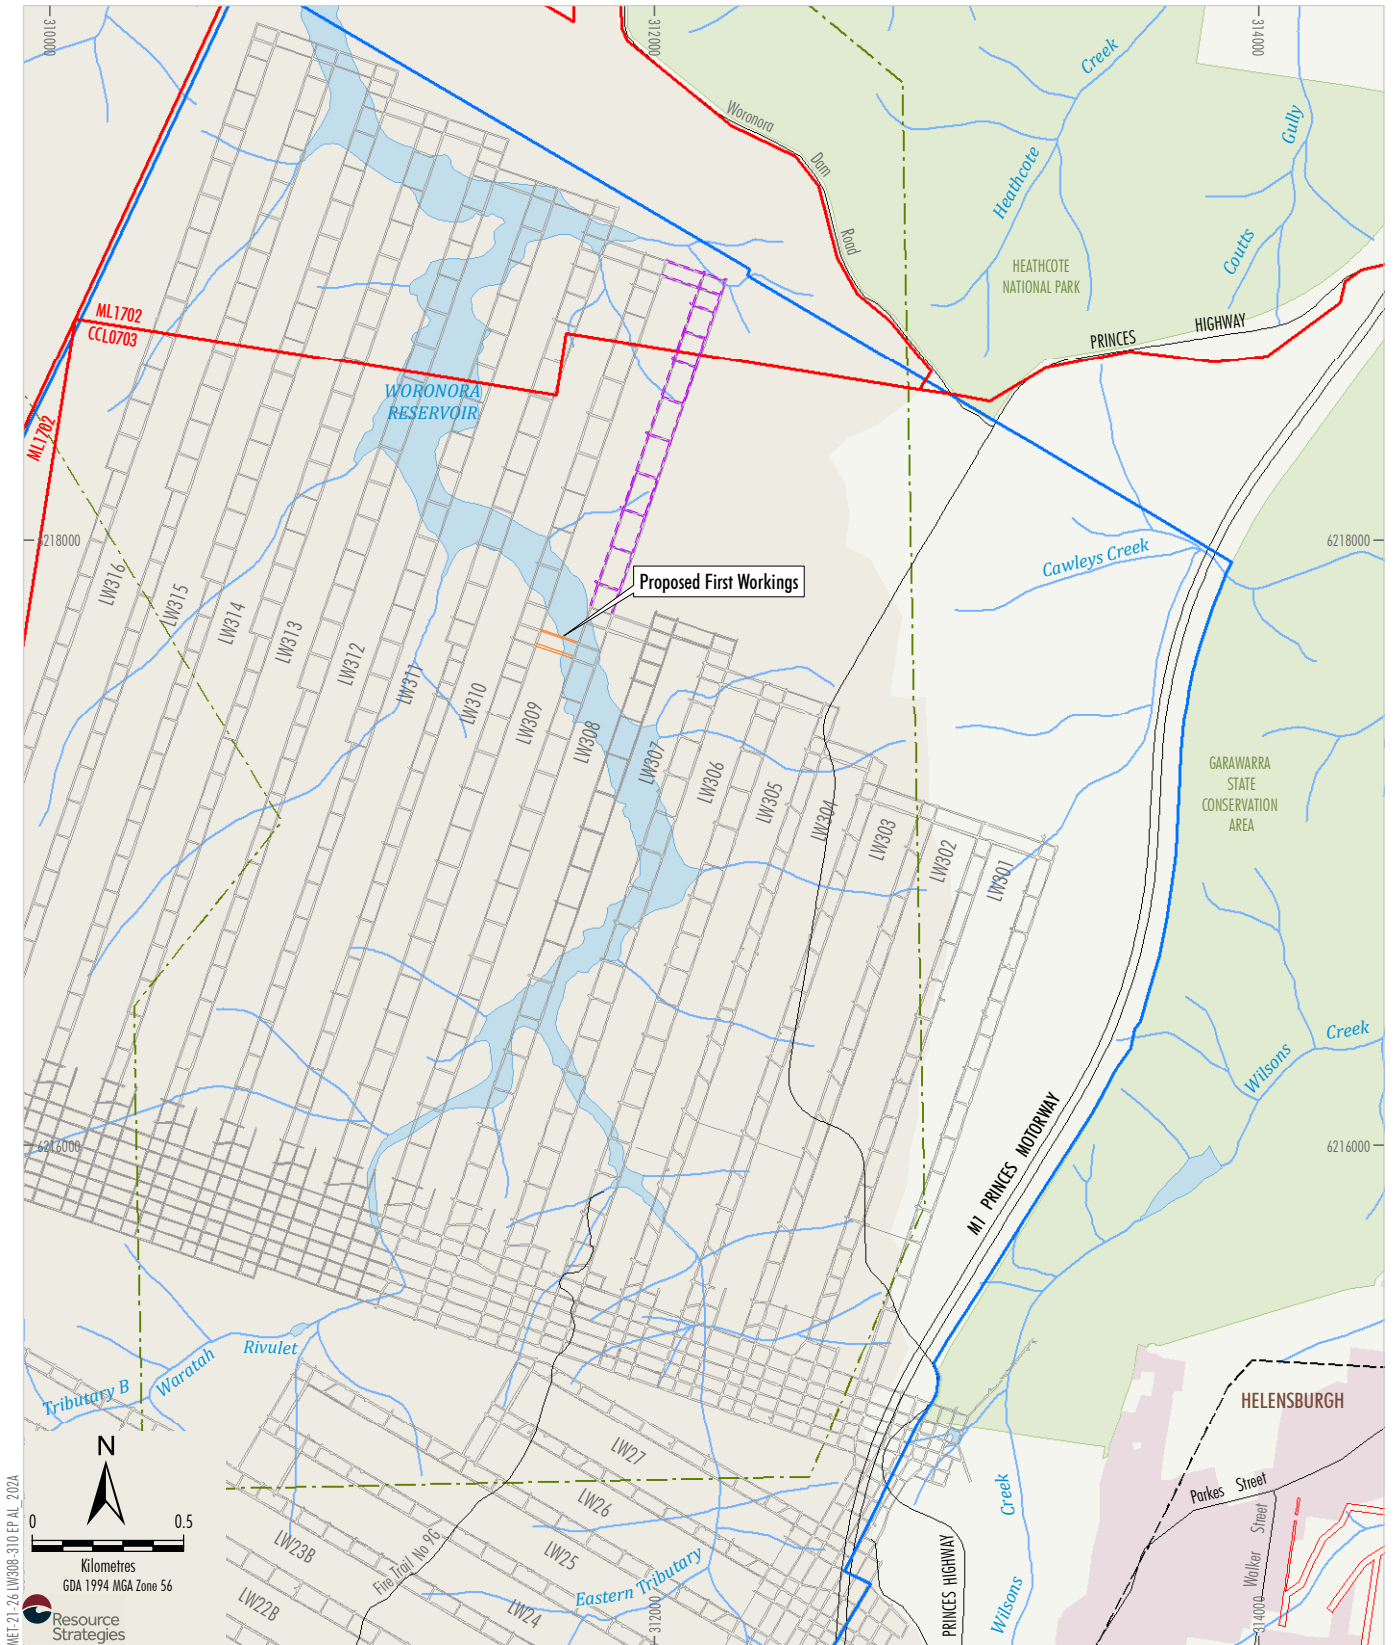 310000
312000
314000
Creek
Gully
Woronora
Dam
Road
Heathcote
Coutts
HEATHCOTE
NATIONAL PARK
ML1702
CCL0703
ML1702
PRINCES
HIGHWAY
WORONORA
RESERVOIR
6218000
6218000
Cawleys Creek
Proposed First Workings
LW316
LW315
LW314
LW313
LW312
LW311
LW310
LW309
LW308
LW307
LW306
LW305
LW304
LW303
LW302
LW301
GARAWARRA
STATE
CONSERVATION
AREA
Wilsons
Creek
M1 PRINCES MOTORWAY
6216000
6216000
Tributary B
Waratah
Rivulet
HELENSBURGH
Parkes Street
Walker Street
Creek
Wilsons
PRINCES HIGHWAY
LW27
LW26
LW25
LW24
LW23B
LW22B
Fire Trail No 9G
Eastern Tributary
312000
314000
N
0
0.5
Kilometres
GDA 1994 MGA Zone 56
Resource
Strategies
MET-21-26 LW308-310 EP AL_202A